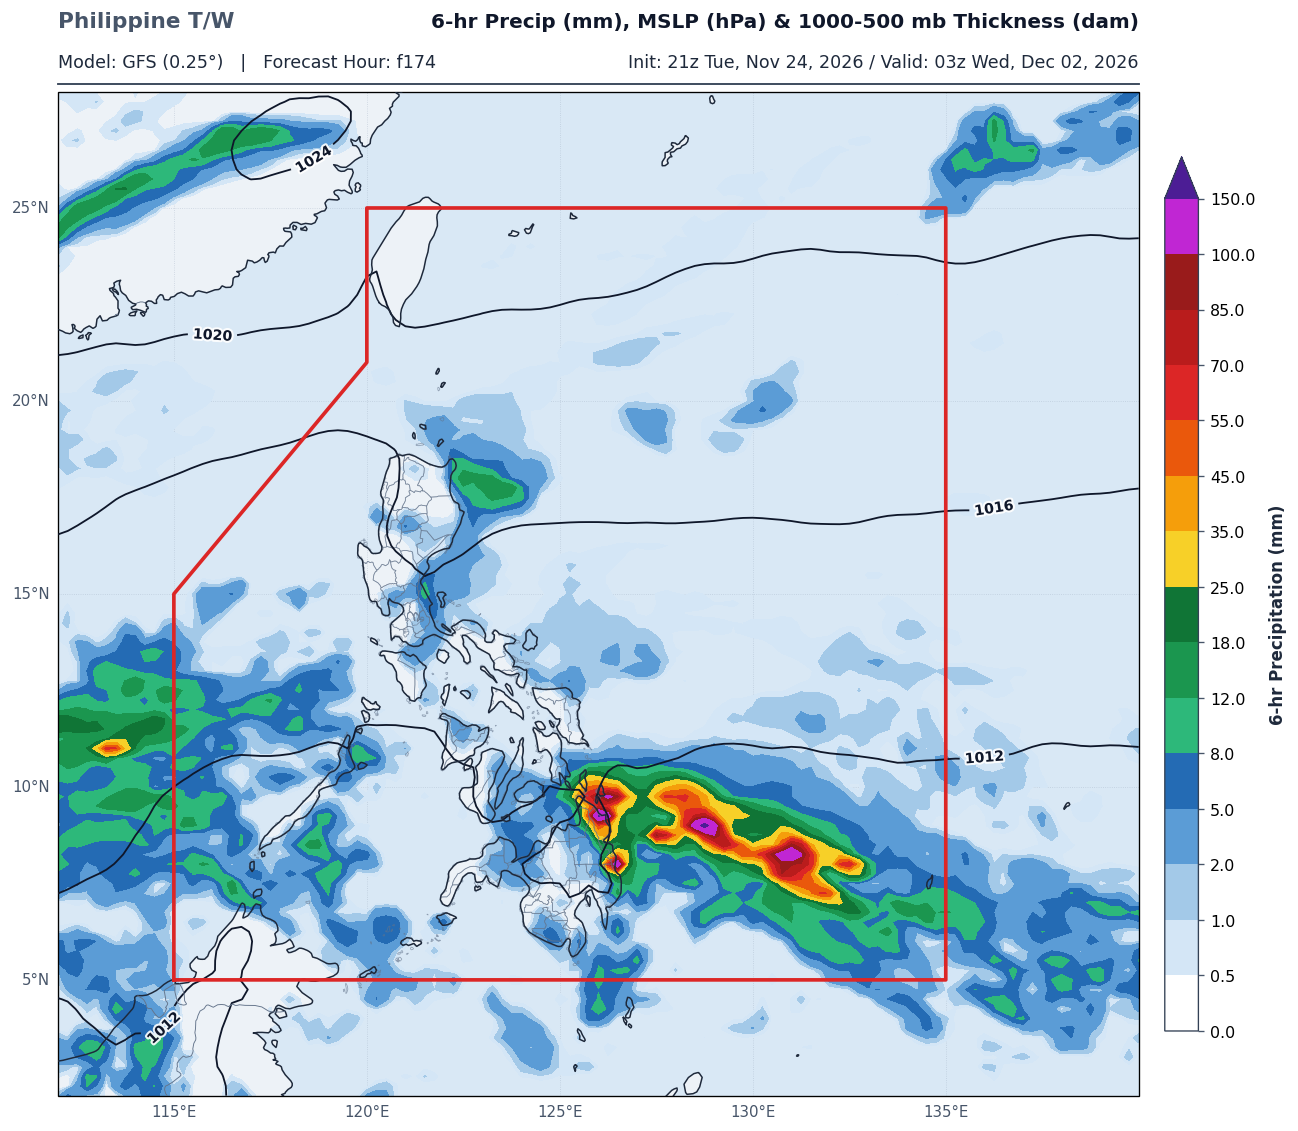 Philippine T/W
6-hr Precip (mm), MSLP (hPa) & 1000-500 mb Thickness (dam)
Model: GFS (0.25°) | Forecast Hour: f174
Init: 21z Tue, Nov 24, 2026 / Valid: 03z Wed, Dec 02, 2026
1024
1020
1016
1012
1012
25°N
20°N
15°N
10°N
5°N
115°E
120°E
125°E
130°E
135°E
150.0
100.0
85.0
70.0
55.0
45.0
35.0
25.0
18.0
12.0
8.0
5.0
2.0
1.0
0.5
0.0
6-hr Precipitation (mm)